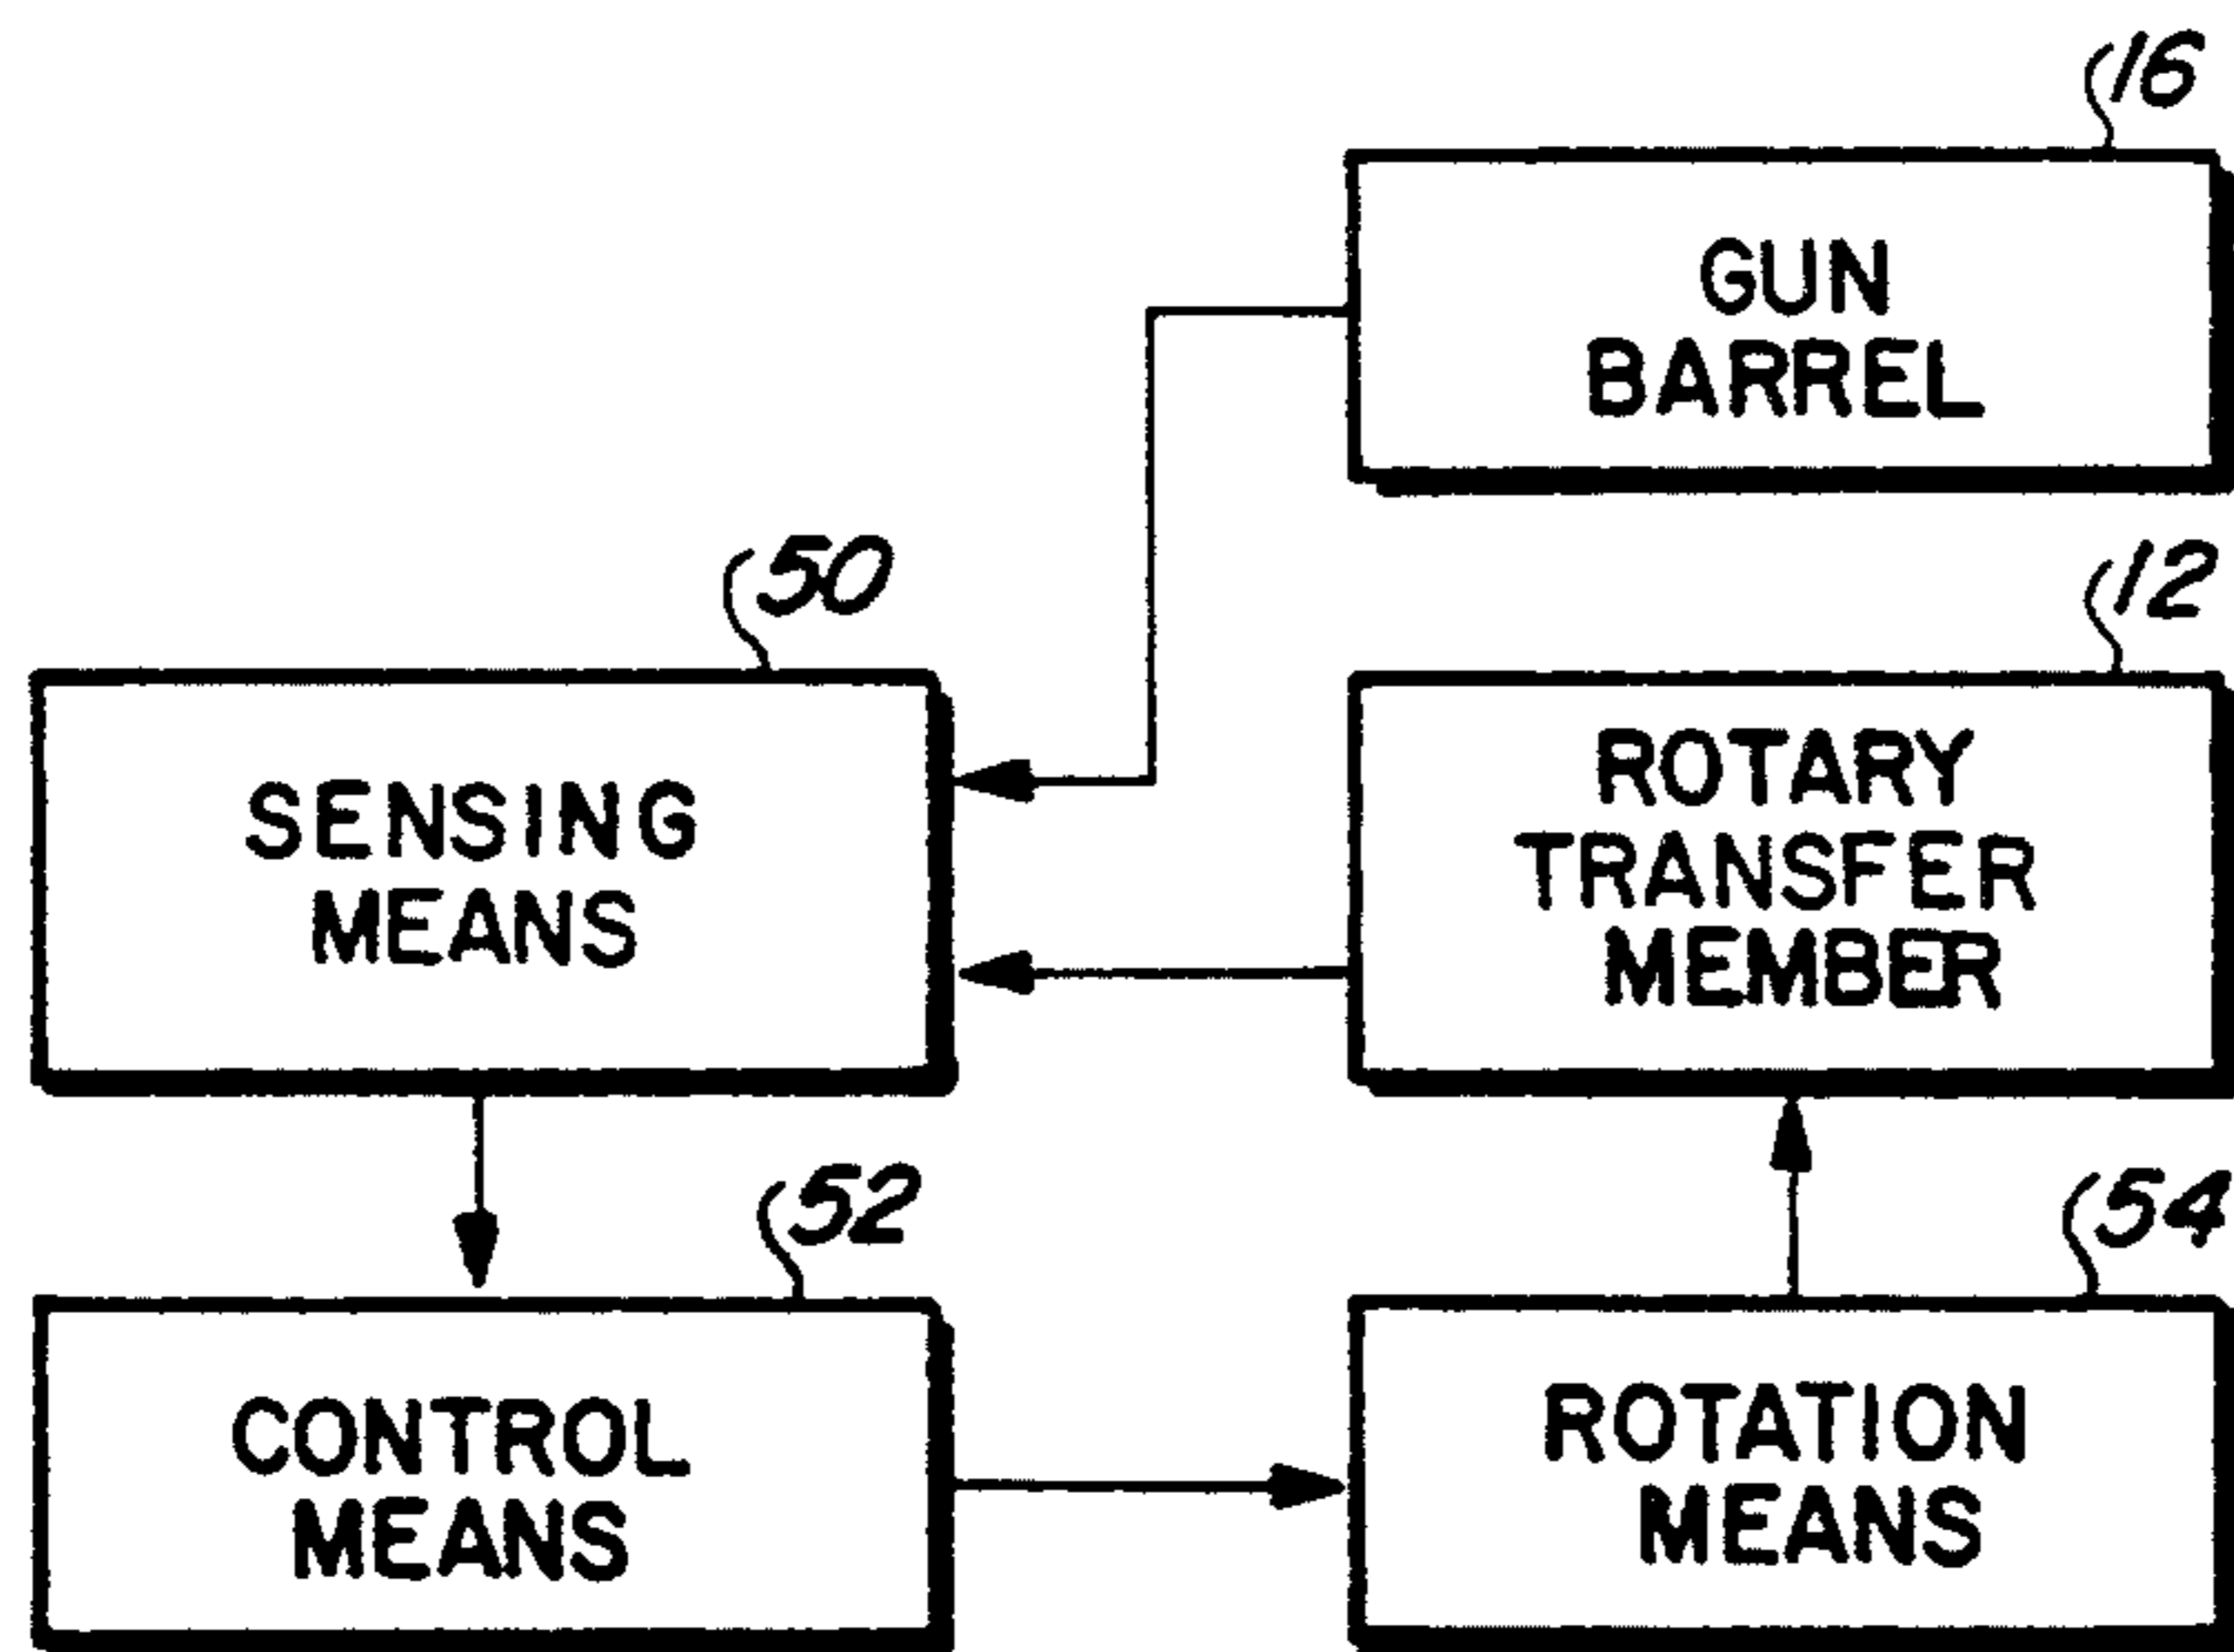 16
GUN
BARREL
50
12
SENSING
MEANS
ROTARY
TRANSFER
MEMBER
52
54
CONTROL
MEANS
ROTATION
MEANS